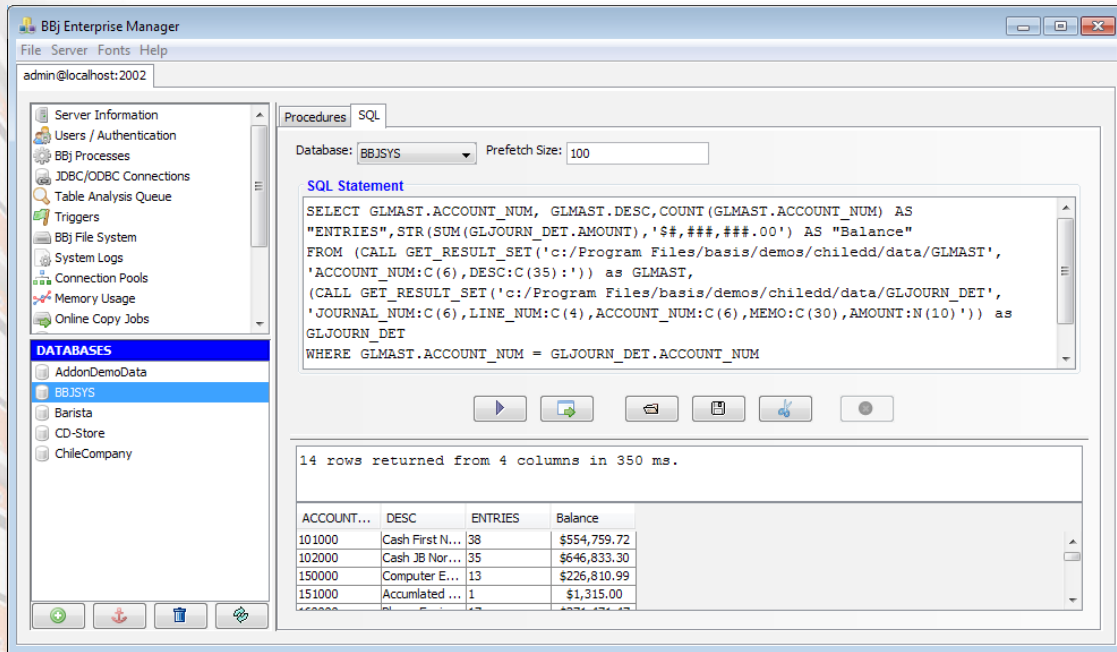 BBj Enterprise Manager
File Server Fonts Help
admin@localhost:2002
Server Information
Users / Authentication
BBj Processes
JDBC/ODBC Connections
Table Analysis Queue
Triggers
BBj File System
System Logs
Connection Pools
Memory Usage
Online Copy Jobs
DATABASES
AddonDemoData
BBJSYS
Barista
CD-Store
ChileCompany
Procedures SQL
Database: BBJSYS Prefetch Size: 100
SQL Statement
SELECT GLMAST.ACCOUNT_NUM, GLMAST.DESC,COUNT(GLMAST.ACCOUNT_NUM) AS
"ENTRIES",STR(SUM(GLJOURN_DET.AMOUNT),'$#,###,###.00') AS "Balance"
FROM (CALL GET_RESULT_SET('c:/Program Files/basis/demos/chiledd/data/GLMAST',
'ACCOUNT_NUM:C(6),DESC:C(35):')) as GLMAST,
(CALL GET_RESULT_SET('c:/Program Files/basis/demos/chiledd/data/GLJOURN_DET',
'JOURNAL_NUM:C(6),LINE_NUM:C(4),ACCOUNT_NUM:C(6),MEMO:C(30),AMOUNT:N(10)')) as
GLJOURN_DET
WHERE GLMAST.ACCOUNT_NUM = GLJOURN_DET.ACCOUNT_NUM
14 rows returned from 4 columns in 350 ms.
ACCOUNT... DESC ENTRIES Balance
101000 Cash First N... 38 $554,759.72
102000 Cash JB Nor... 35 $646,833.30
150000 Computer E... 13 $226,810.99
151000 Accumlated ... 1 $1,315.00